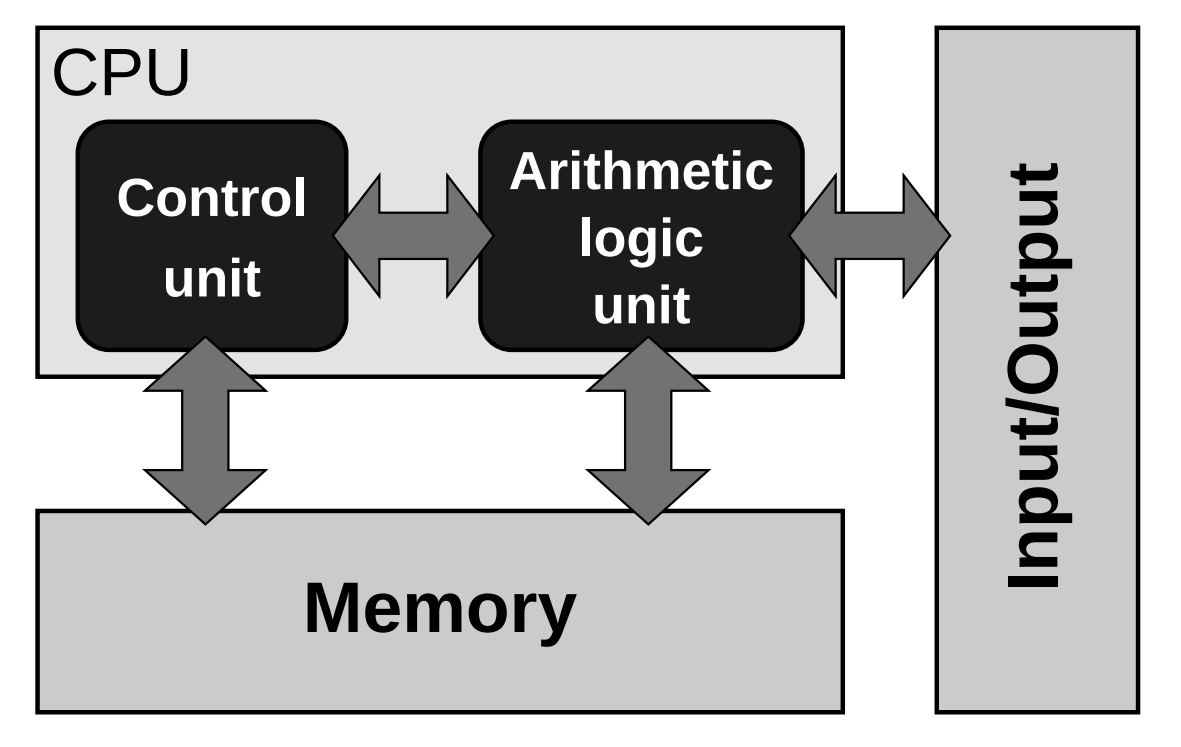 CPU
Control
unit
Arithmetic
logic
unit
Input/Output
Memory